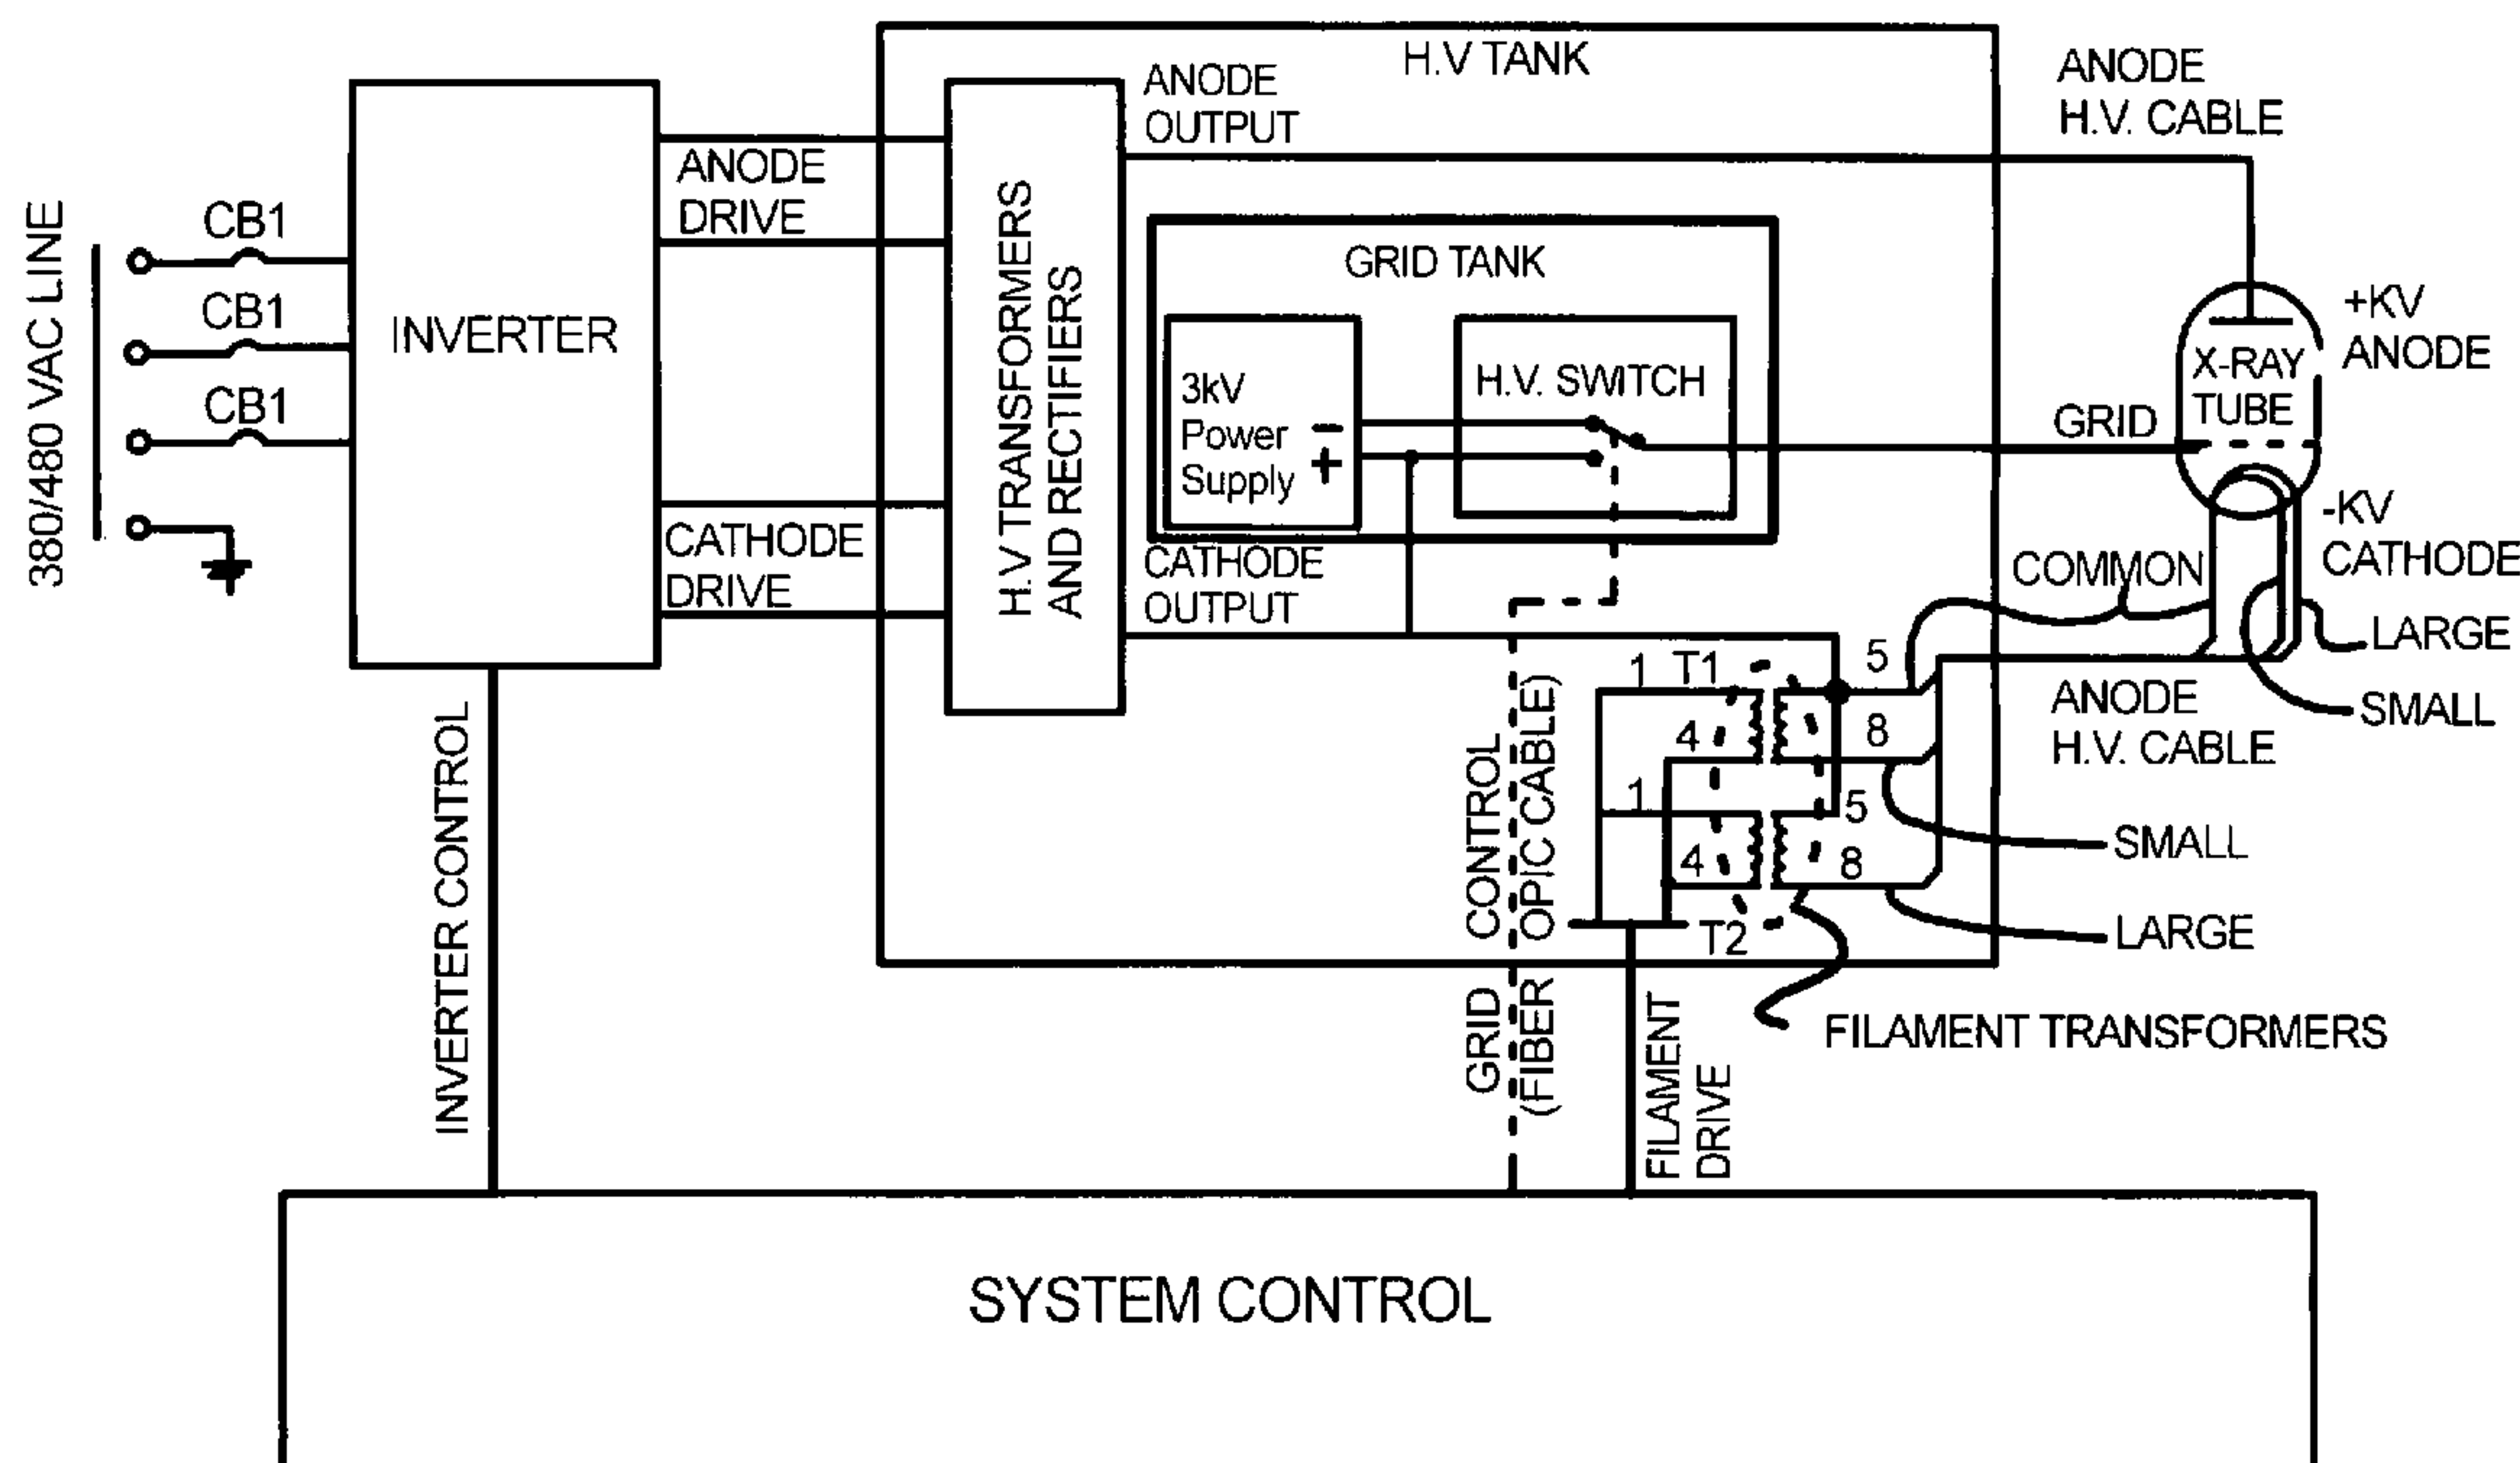 H.V TANK
ANODE
OUTPUT
ANODE
H.V. CABLE
380/480 VAC LINE
CB1
CB1
CB1
INVERTER
ANODE
DRIVE
CATHODE
DRIVE
H.V TRANSFORMERS
AND RECTIFIERS
GRID TANK
3kV
Power
Supply
-
+
H.V. SWITCH
GRID
X-RAY
TUBE
+KV
ANODE
-KV
CATHODE
COMMON
LARGE
SMALL
CATHODE
OUTPUT
1 T1 5
4 8
1 5
4 8
T2
ANODE
H.V. CABLE
SMALL
LARGE
FILAMENT TRANSFORMERS
INVERTER CONTROL
GRID CONTROL
(FIBER OPIC CABLE)
FILAMENT
DRIVE
SYSTEM CONTROL